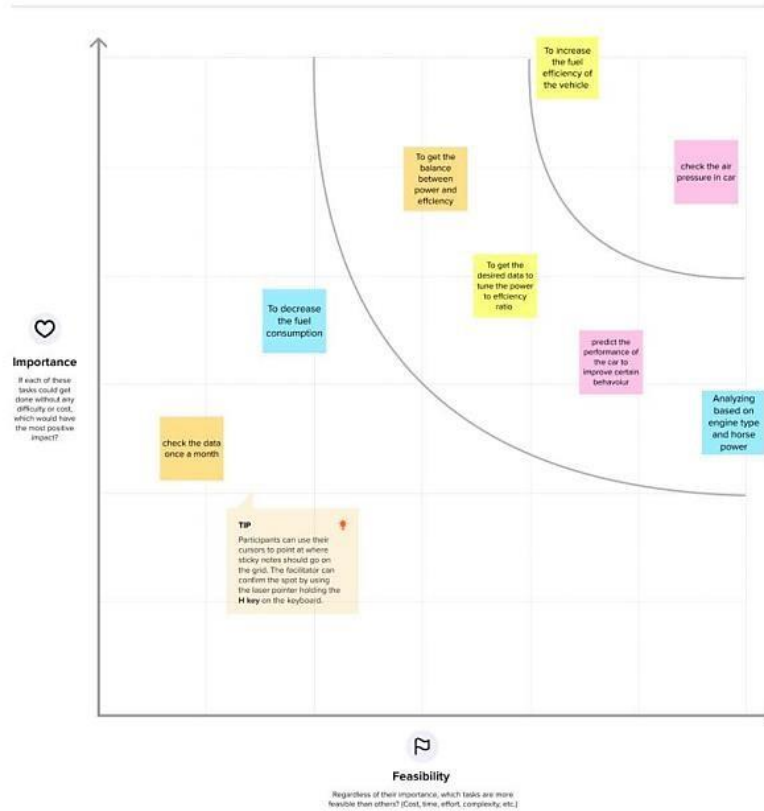 To increase
the fuel
efficiency of
the vehicle
To get the
balance
between
power and
effciency
check the air
pressure in car
To get the
desired data to
tune the power
to effciency
ratio
To decrease
the fuel
consumption
predict the
performance of
the car to
improve certain
behavoiur
Analyzing
based on
engine type
and horse
power
Importance
If each of these
tasks could get
done without any
difficulty or cost,
which would have
the most positive
impact?
check the data
once a month
TIP
Participants can use their
cursors to point at where
sticky notes should go on
the grid. The facilitator can
confirm the spot by using
the laser pointer holding the
H key on the keyboard.
Feasibility
Regardless of their importance, which tasks are more
feasible than others? (Cost, time, effort, complexity, etc.)